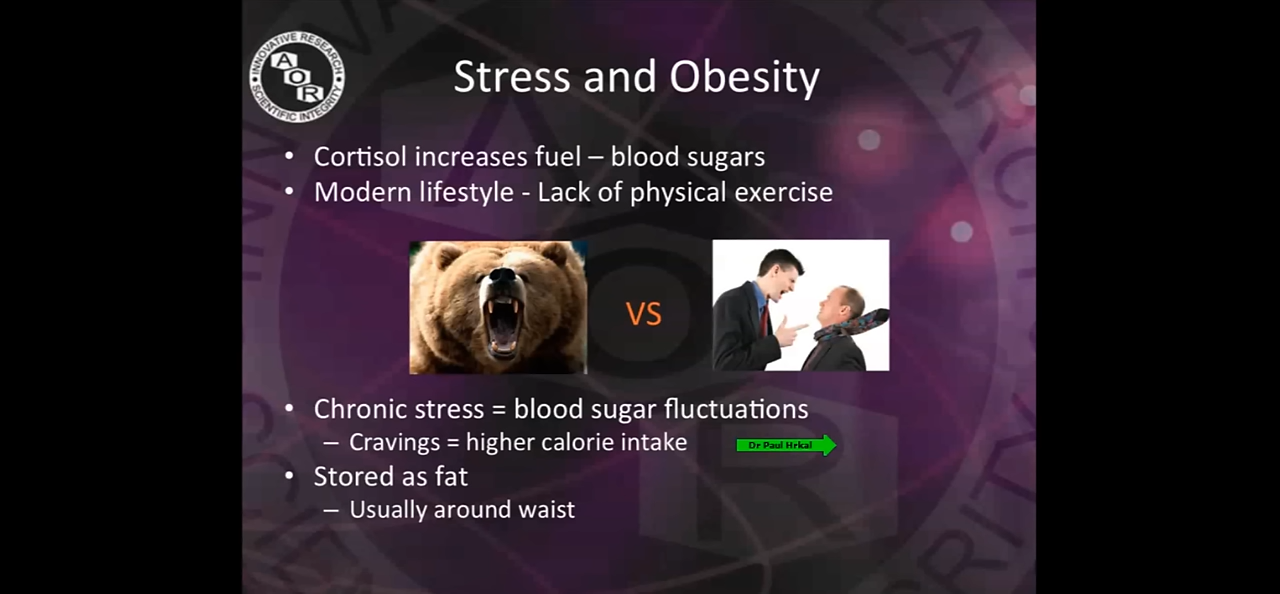 INNOVATIVE RESEARCH
AOR
SCIENTIFIC INTEGRITY
Stress and Obesity
• Cortisol increases fuel – blood sugars
• Modern lifestyle - Lack of physical exercise
VS
• Chronic stress = blood sugar fluctuations
– Cravings = higher calorie intake
Dr Paul Hrkal
• Stored as fat
– Usually around waist